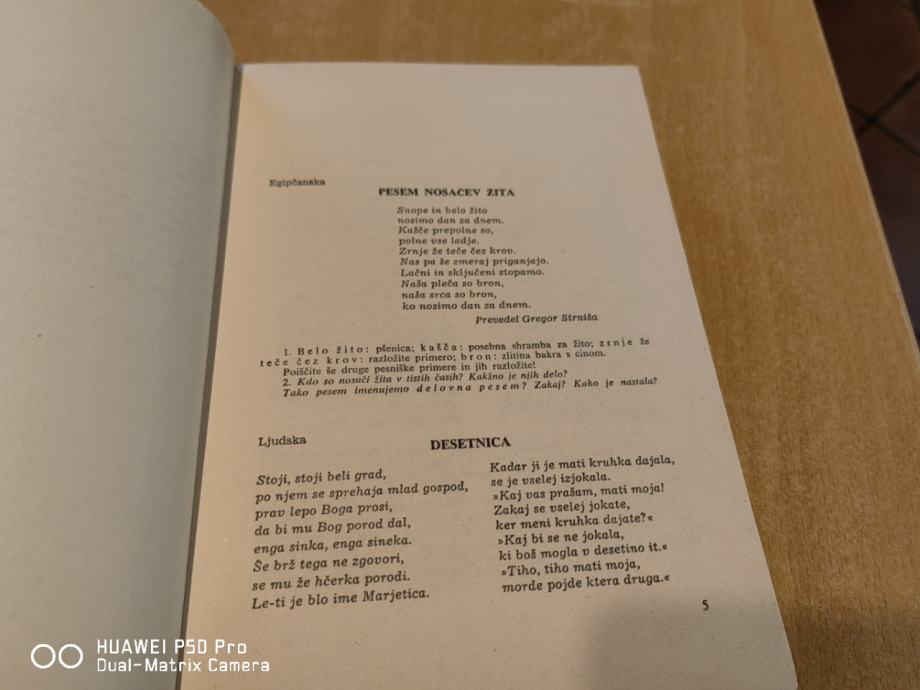 Egipčanska
PESEM NOSAČEV ŽITA
Snope in belo žito
nosimo dan za dnem.
Kašče prepolne so,
polne vse ladje.
Zrnje že teče čez krov.
Nas pa še zmeraj priganjajo.
Lačni in sključeni stopamo.
Naša pleča so bron,
naša srca so bron,
ko nosimo dan za dnem.
Prevedel Gregor Strniša
1. Belo žito: pšenica; kašča: posebna shramba za žito; zrnje že
teče čez krov: razložite primero; bron: zlitina bakra s cinom.
Poiščite še druge pesniške primere in jih razložite!
2. Kdo so nosači žita v tistih časih? Kakšno je njih delo?
Tako pesem imenujemo delovna pesem? Zakaj? Kako je nastala?
Ljudska
DESETNICA
Stoji, stoji beli grad,
po njem se sprehaja mlad gospod,
prav lepo Boga prosi,
da bi mu Bog porod dal,
enga sinka, enga sineka.
Še brž tega ne zgovori,
se mu že hčerka porodi.
Le-ti je blo ime Marjetica.
Kadar ji je mati kruhka dajala,
se je vselej izjokala.
»Kaj vas prašam, mati moja!
Zakaj se vselej jokate,
ker meni kruhka dajate?«
»Kaj bi se ne jokala,
ki boš mogla v desetino it.«
»Tiho, tiho mati moja,
morde pojde ktera druga.«
5
HUAWEI P50 Pro
Dual-Matrix Camera